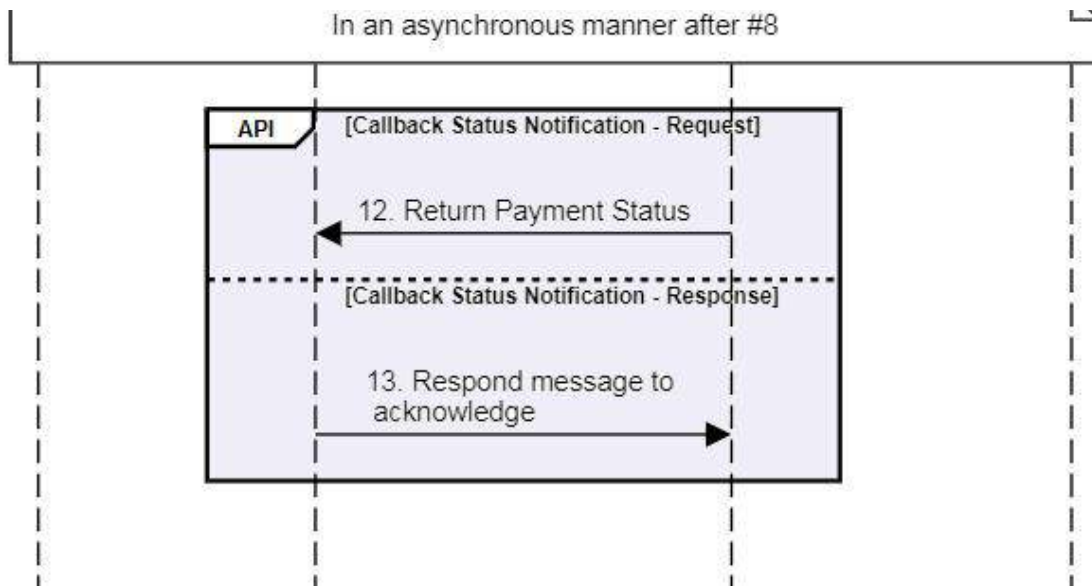 In an asynchronous manner after #8
API
[Callback Status Notification - Request]
12. Return Payment Status
[Callback Status Notification - Response]
13. Respond message to
acknowledge